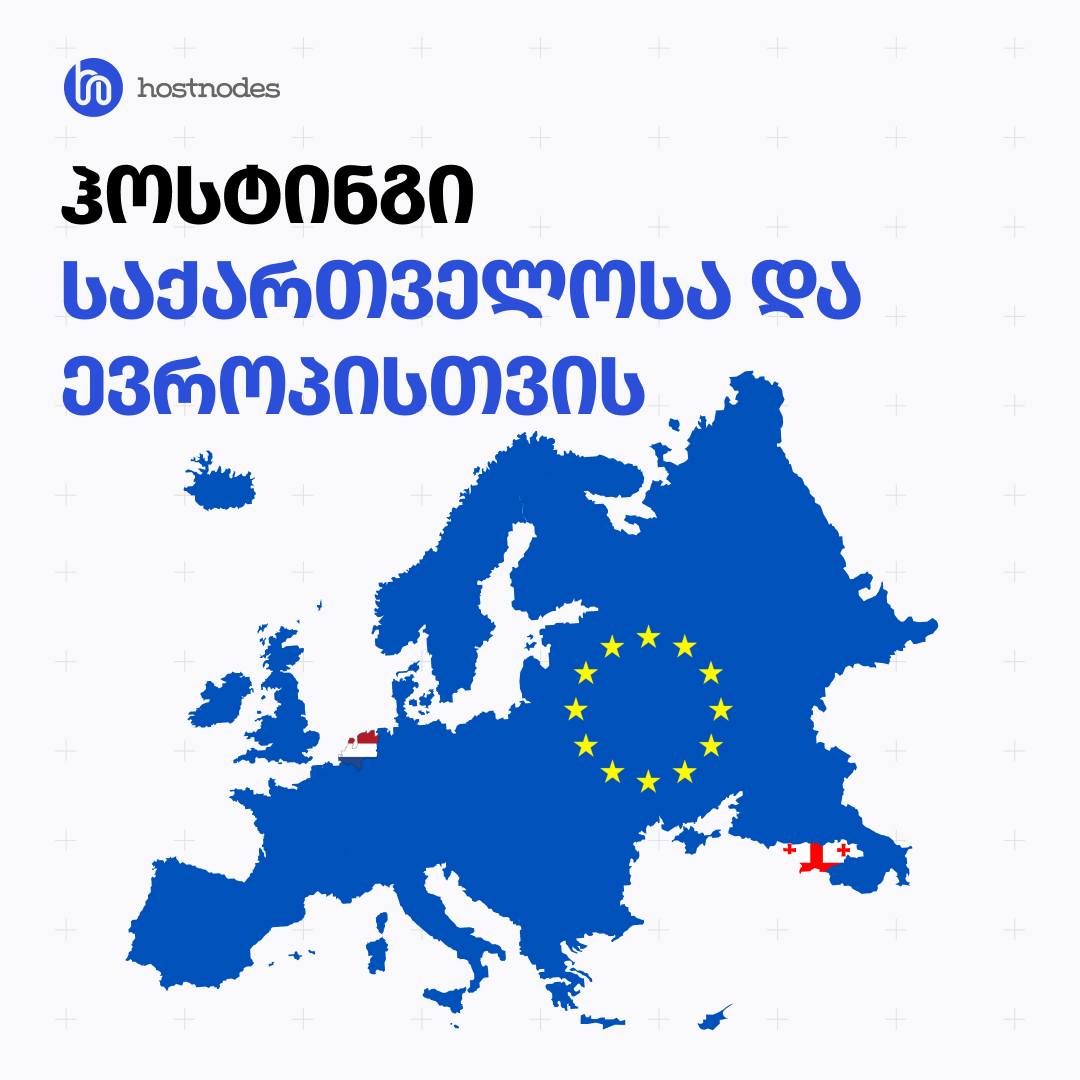 hostnodes
ჰოსტინგი
საქართველოსა და
ევროპისთვის